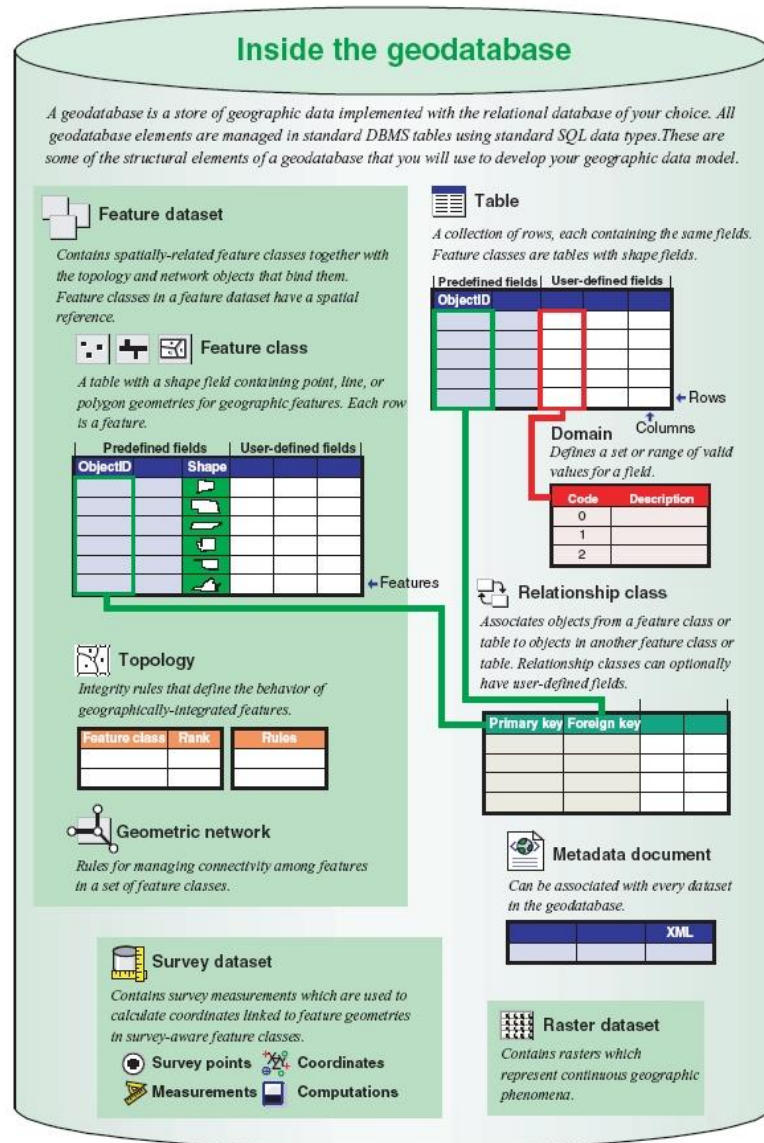 Inside the geodatabase
A geodatabase is a store of geographic data implemented with the relational database of your choice. All
geodatabase elements are managed in standard DBMS tables using standard SQL data types.These are
some of the structural elements of a geodatabase that you will use to develop your geographic data model.
Feature dataset
Contains spatially-related feature classes together with
the topology and network objects that bind them.
Feature classes in a feature dataset have a spatial
reference.
Feature class
A table with a shape field containing point, line, or
polygon geometries for geographic features. Each row
is a feature.
Predefined fields User-defined fields
ObjectID Shape
Features
Topology
Integrity rules that define the behavior of
geographically-integrated features.
Feature class Rank Rules
Geometric network
Rules for managing connectivity among features
in a set of feature classes.
Table
A collection of rows, each containing the same fields.
Feature classes are tables with shape fields.
Predefined fields User-defined fields
ObjectID
Rows
Columns
Domain
Defines a set or range of valid
values for a field.
Code Description
0
1
2
Relationship class
Associates objects from a feature class or
table to objects in another feature class or
table. Relationship classes can optionally
have user-defined fields.
Primary key Foreign key
Metadata document
Can be associated with every dataset
in the geodatabase.
XML
Survey dataset
Contains survey measurements which are used to
calculate coordinates linked to feature geometries
in survey-aware feature classes.
Survey points Coordinates
Measurements Computations
Raster dataset
Contains rasters which
represent continuous geographic
phenomena.